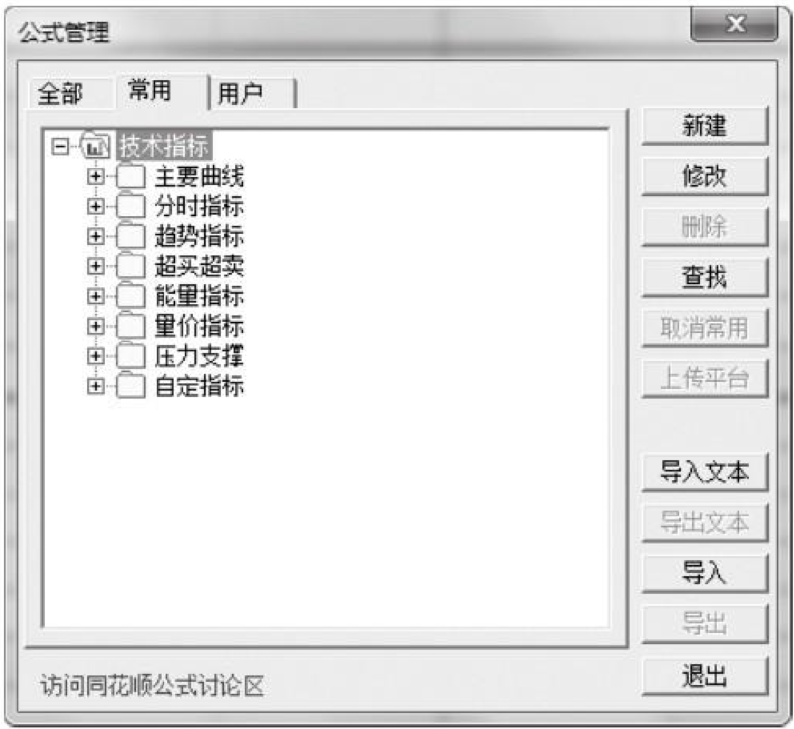 公式管理
全部 常用 用户
技术指标
主要曲线
分时指标
趋势指标
超买超卖
能量指标
量价指标
压力支撑
自定指标
新建
修改
删除
查找
取消常用
上传平台
导入文本
导出文本
导入
导出
退出
访问同花顺公式讨论区